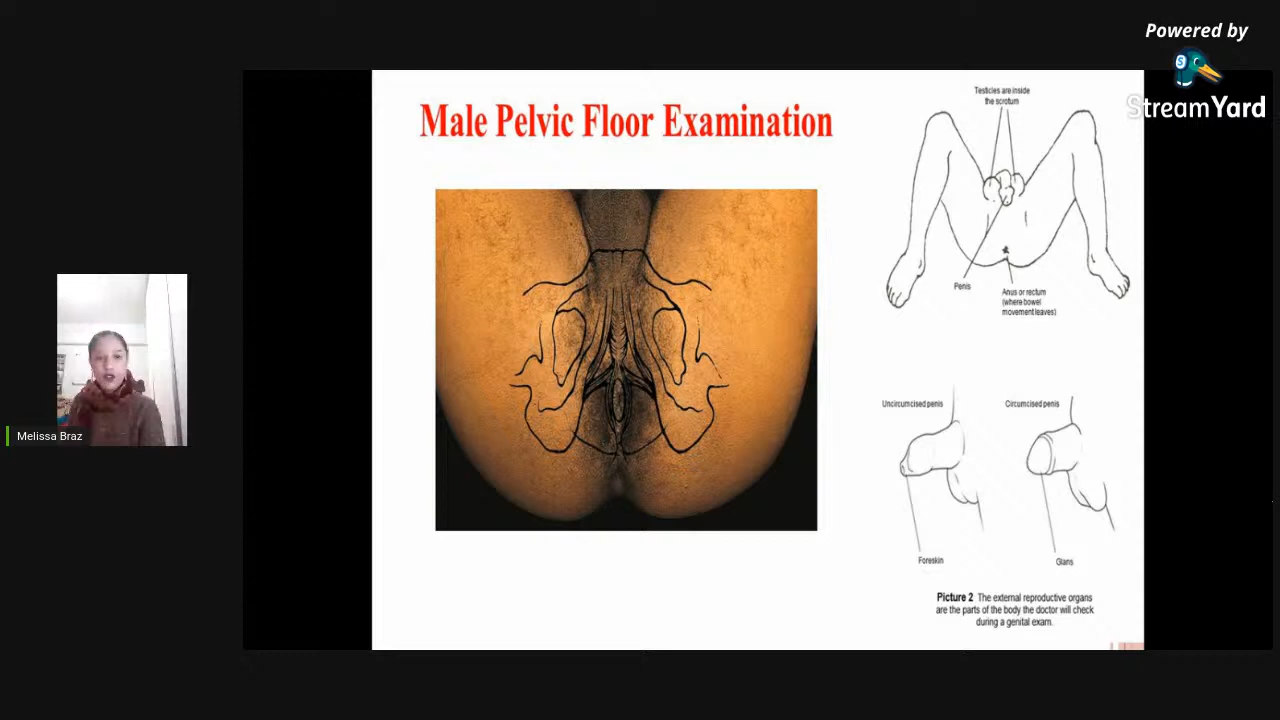 Powered by
StreamYard
Male Pelvic Floor Examination
Testicles are inside
the scrotum
Penis
Anus or rectum
(where bowel
movement leaves)
Uncircumcised penis
Circumcised penis
Foreskin
Glans
Picture 2 The external reproductive organs
are the parts of the body the doctor will check
during a genital exam.
Melissa Braz